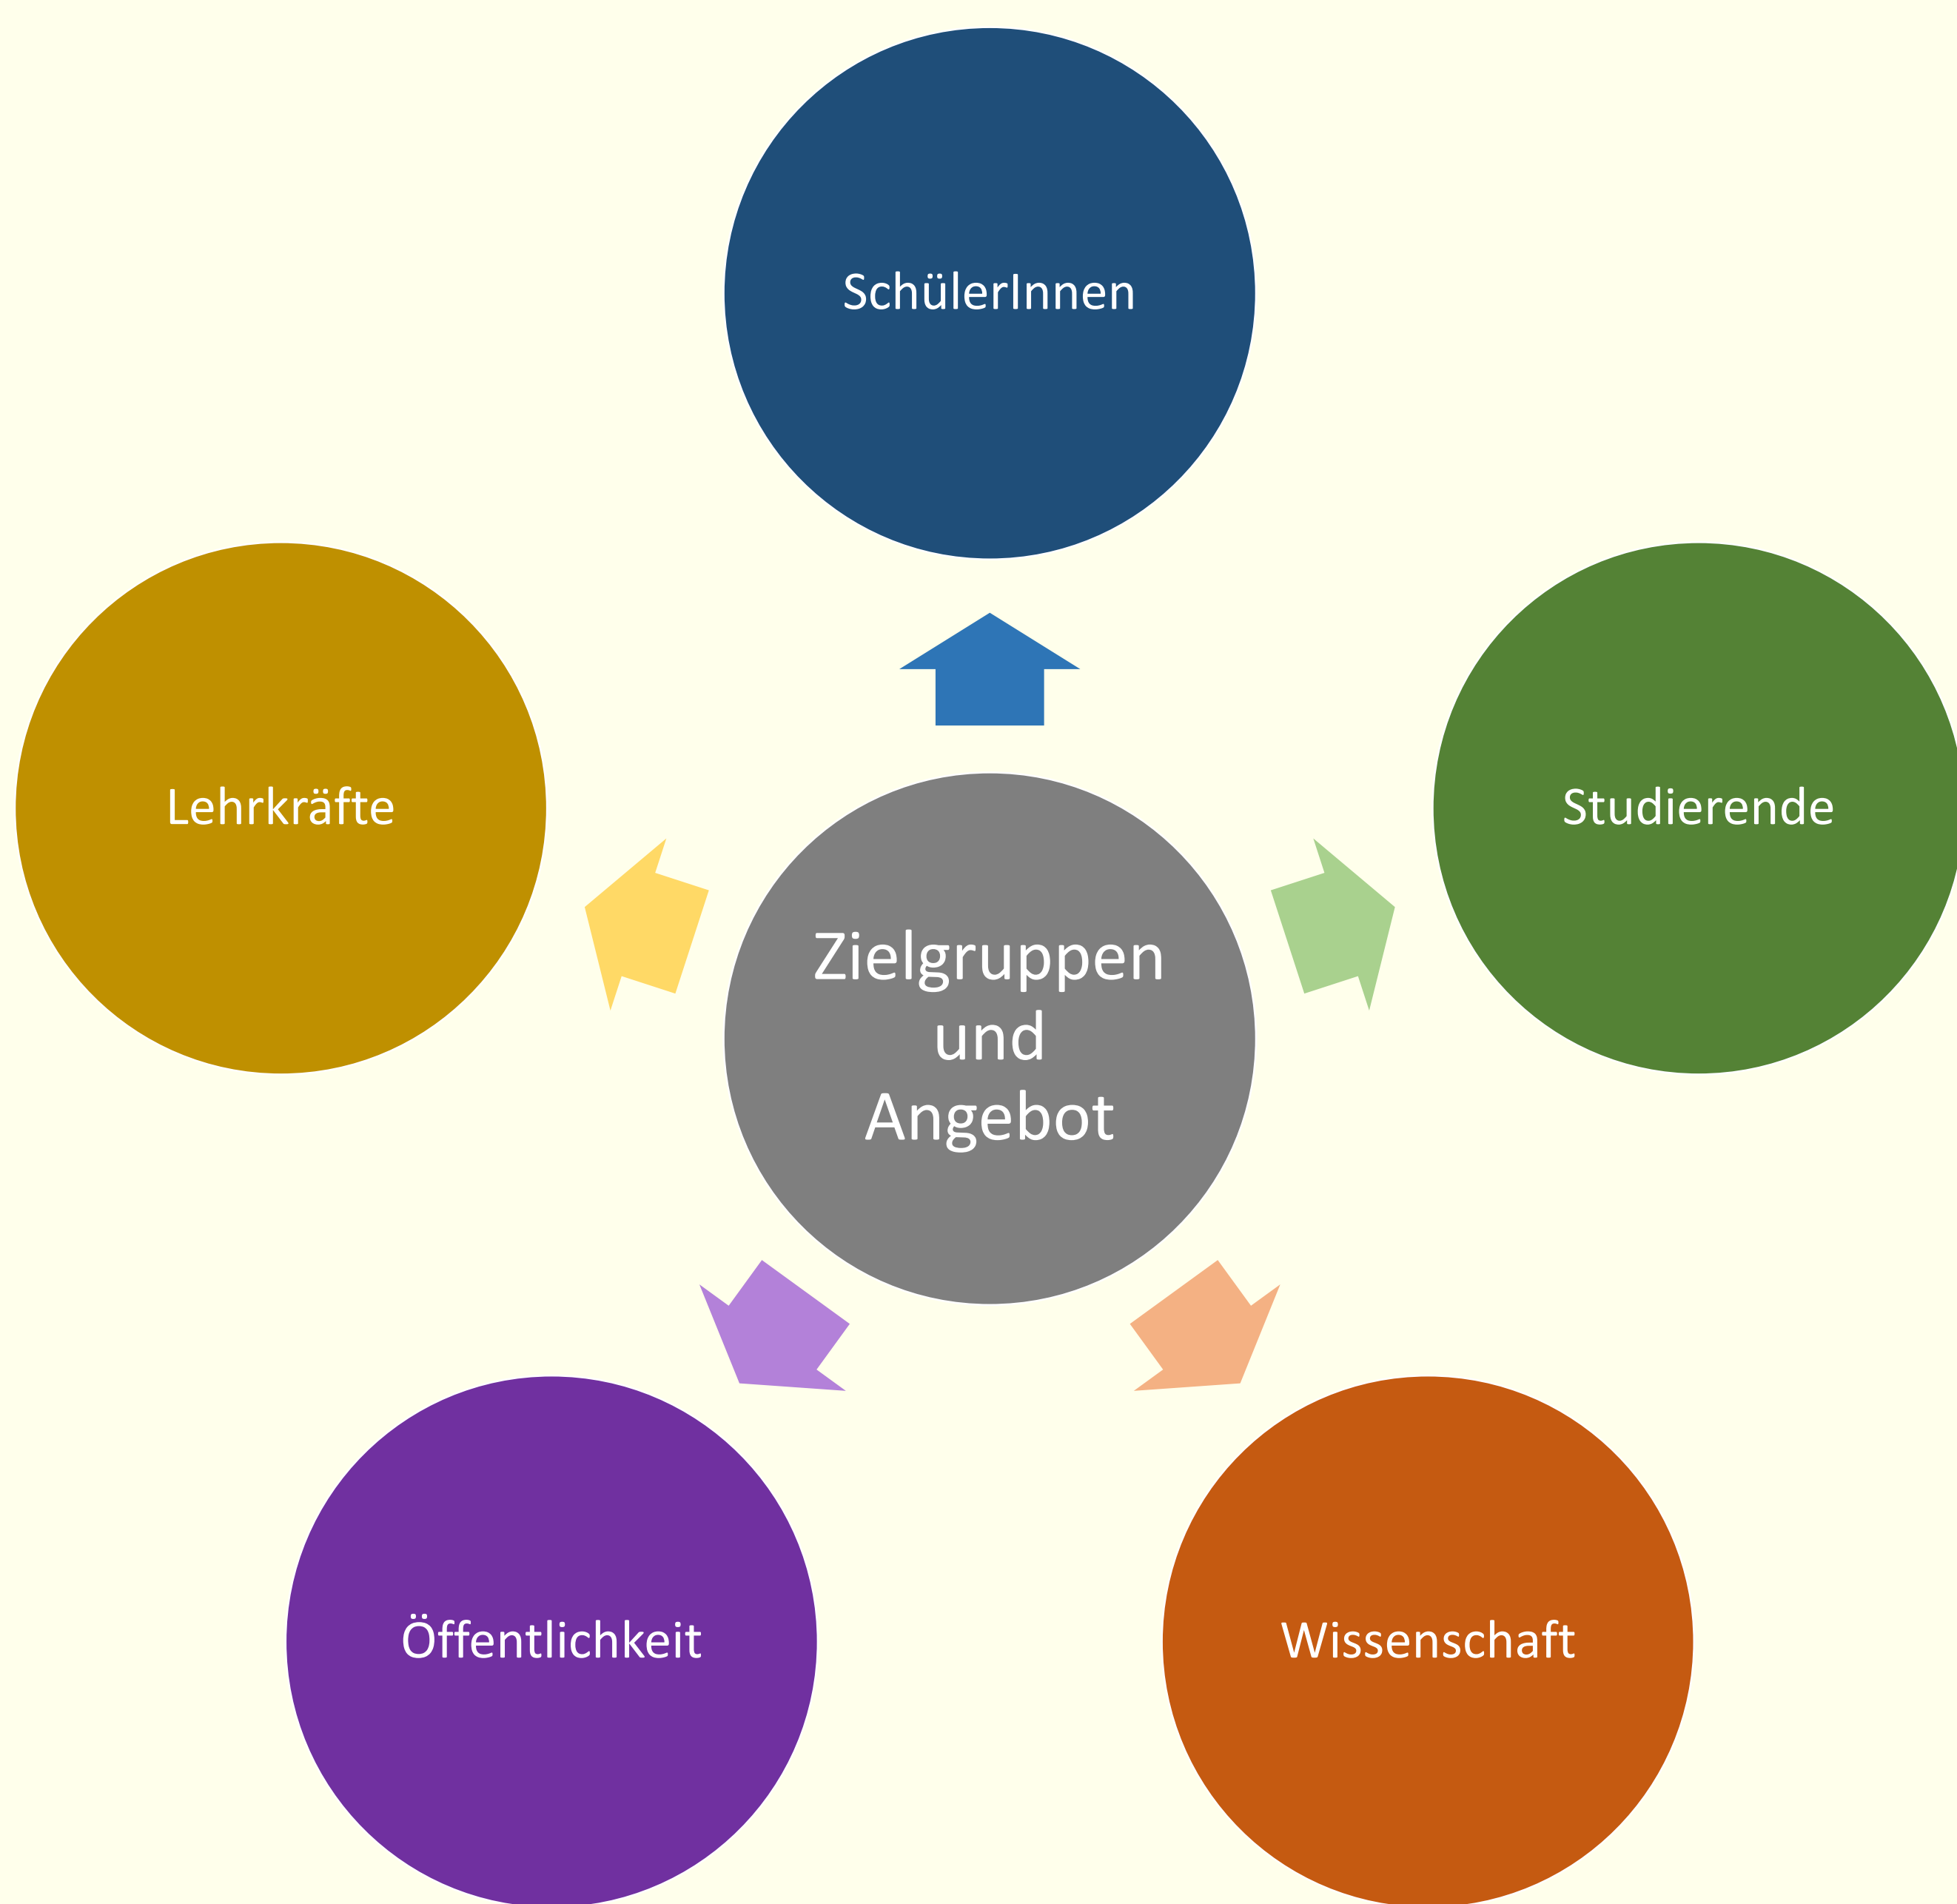 SchülerInnen
Lehrkräfte
Studierende
Zielgruppen
und
Angebot
Öffentlichkeit
Wissenschaft